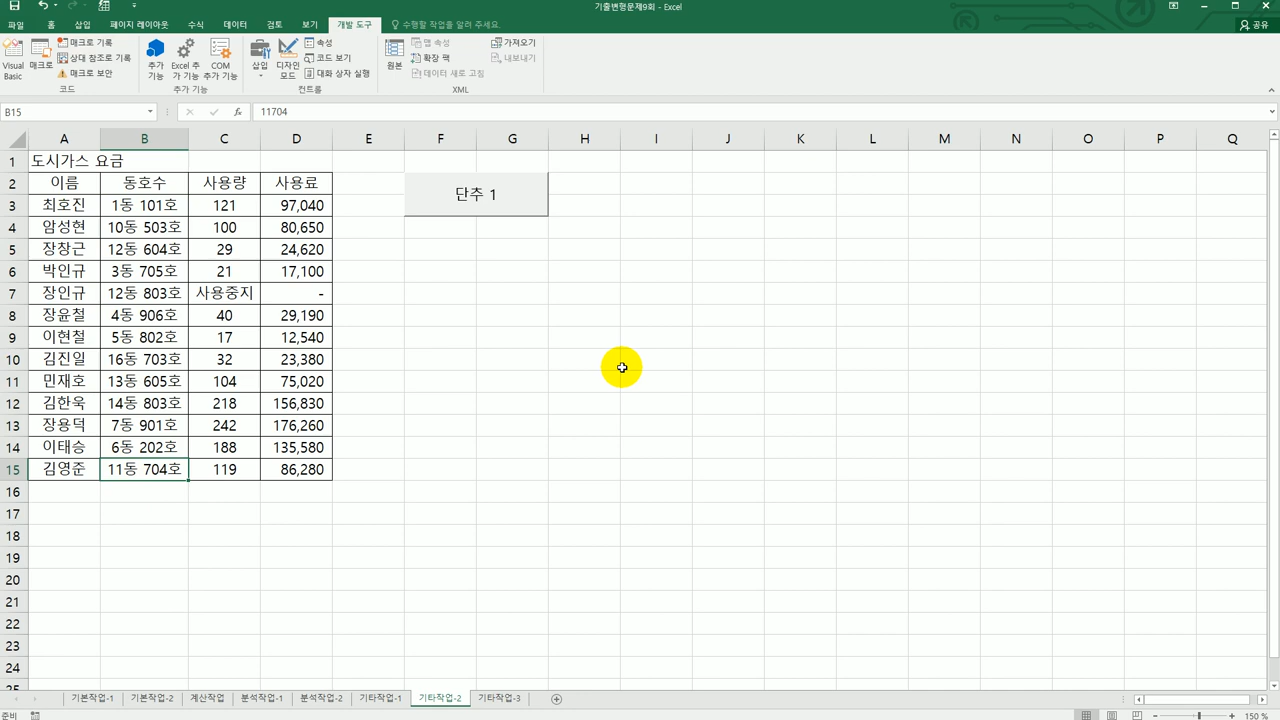 기출변형문제9회 - Excel
파일 홈 삽입 페이지 레이아웃 수식 데이터 검토 보기 개발 도구 수행할 작업을 알려 주세요. 공유
Visual Basic
매크로
매크로 기록
상대 참조로 기록
매크로 보안
코드
추가 기능
Excel 추가 기능
COM 추가 기능
추가 기능
삽입
디자인 모드
속성
코드 보기
대화 상자 실행
컨트롤
원본
맵 속성
확장 팩
데이터 새로 고침
가져오기
내보내기
XML
B15 fx 11704
A B C D E F G H I J K L M N O P Q
1 도시가스 요금
2 이름 동호수 사용량 사용료
단추 1
3 최호진 1동 101호 121 97,040
4 암성현 10동 503호 100 80,650
5 장창근 12동 604호 29 24,620
6 박인규 3동 705호 21 17,100
7 장인규 12동 803호 사용중지 -
8 장윤철 4동 906호 40 29,190
9 이현철 5동 802호 17 12,540
10 김진일 16동 703호 32 23,380
11 민재호 13동 605호 104 75,020
12 김한욱 14동 803호 218 156,830
13 장용덕 7동 901호 242 176,260
14 이태승 6동 202호 188 135,580
15 김영준 11동 704호 119 86,280
16
17
18
19
20
21
22
23
24
25
기본작업-1 기본작업-2 계산작업 분석작업-1 분석작업-2 기타작업-1 기타작업-2 기타작업-3
준비 150 %